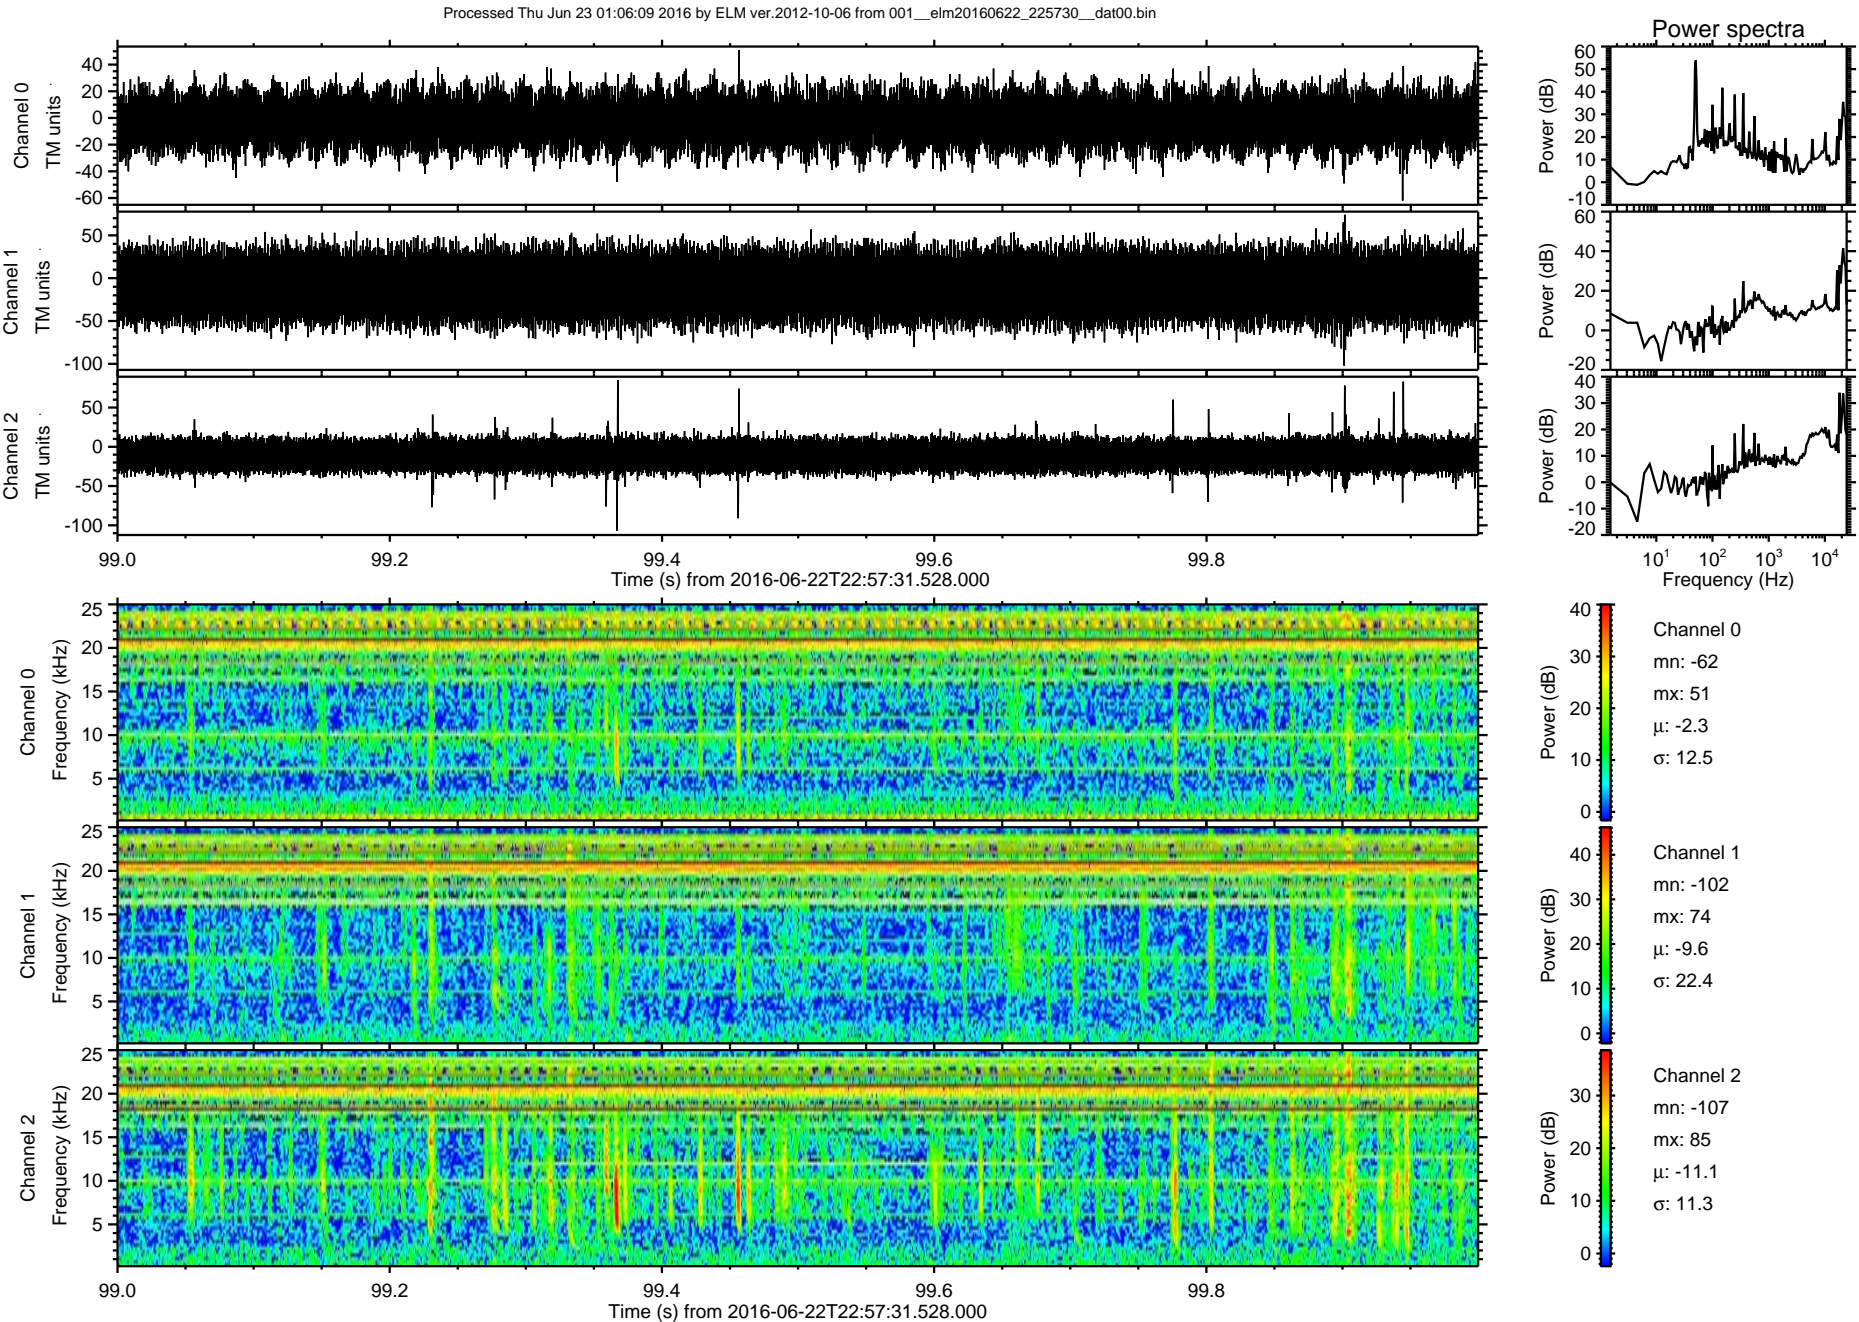 Processed Thu Jun 23 01:06:09 2016 by ELM ver.2012-10-06 from 001__elm20160622_225730__dat00.bin
Power spectra
Channel 0
TM units
40
20
0
-20
-40
-60
Power (dB)
60
50
40
30
20
10
0
-10
Channel 1
TM units
50
0
-50
-100
Power (dB)
60
40
20
0
-20
Channel 2
TM units
50
0
-50
-100
Power (dB)
40
30
20
10
0
-10
-20
99.0 99.2 99.4 99.6 99.8
Time (s) from 2016-06-22T22:57:31.528.000
10¹ 10² 10³ 10⁴
Frequency (Hz)
Channel 0
Frequency (kHz)
25
20
15
10
5
Power (dB)
40
30
20
10
0
Channel 0
mn: -62
mx: 51
μ: -2.3
σ: 12.5
Channel 1
Frequency (kHz)
25
20
15
10
5
Power (dB)
40
30
20
10
0
Channel 1
mn: -102
mx: 74
μ: -9.6
σ: 22.4
Channel 2
Frequency (kHz)
25
20
15
10
5
Power (dB)
30
20
10
0
Channel 2
mn: -107
mx: 85
μ: -11.1
σ: 11.3
99.0 99.2 99.4 99.6 99.8
Time (s) from 2016-06-22T22:57:31.528.000